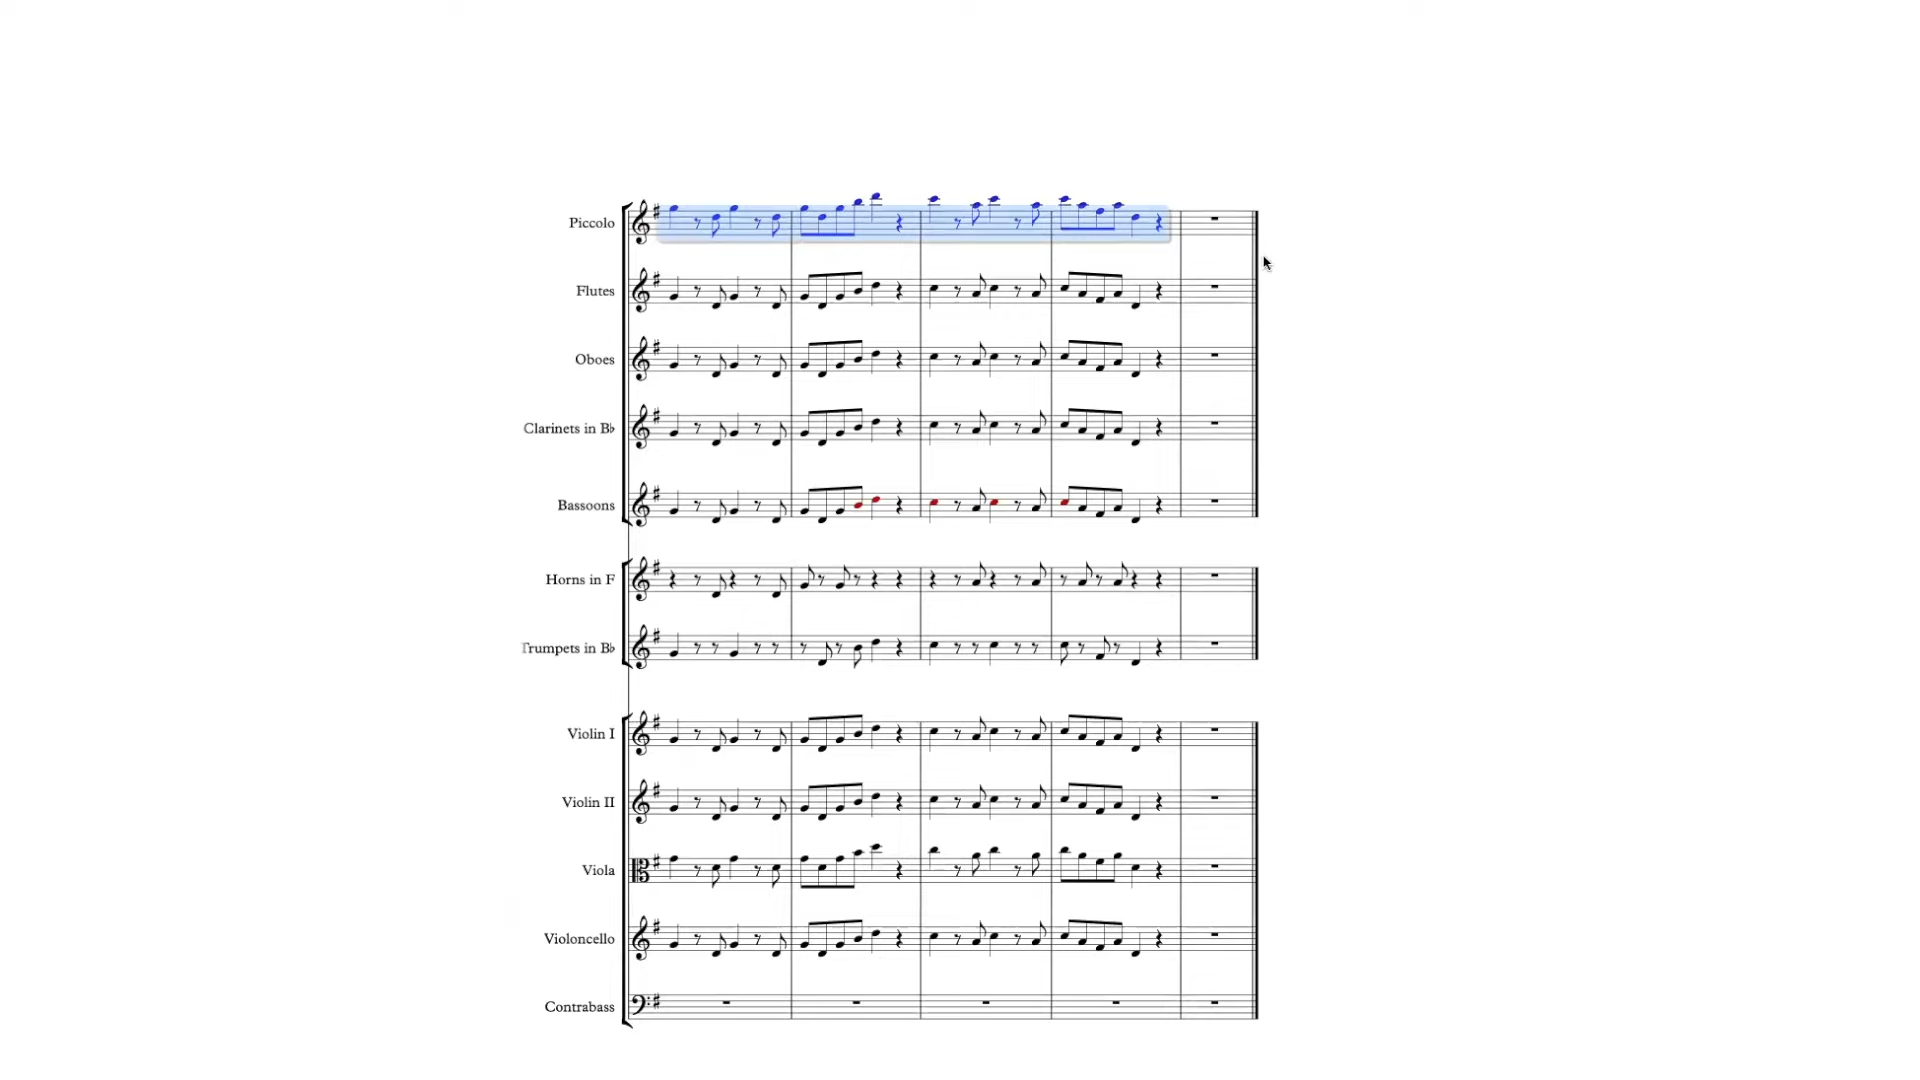 Piccolo
Flutes
Oboes
Clarinets in B♭
Bassoons
Horns in F
Trumpets in B♭
Violin I
Violin II
Viola
Violoncello
Contrabass